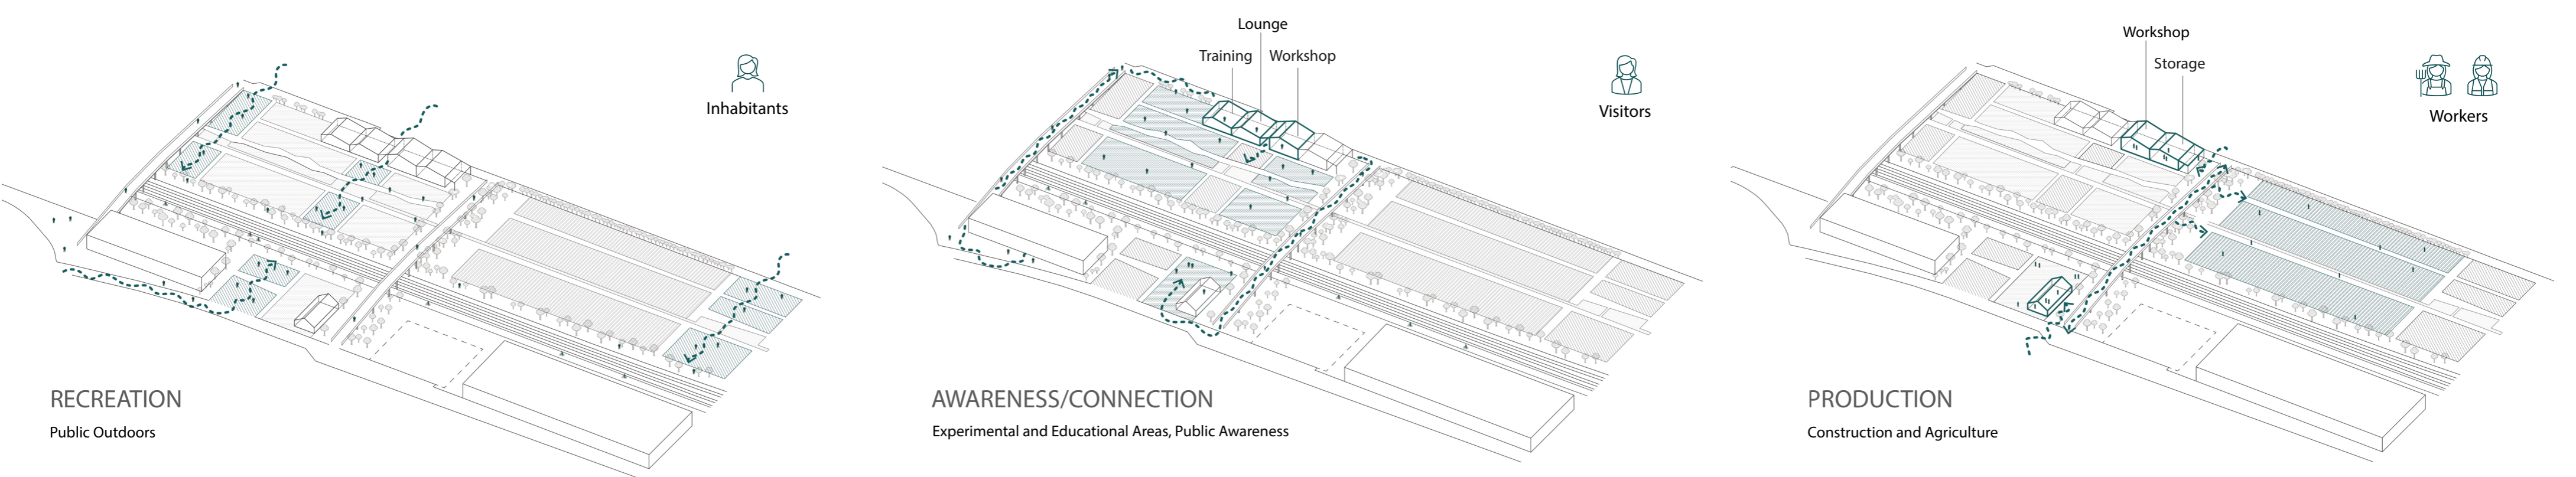 Inhabitants
RECREATION
Public Outdoors
Lounge
Training
Workshop
Visitors
AWARENESS/CONNECTION
Experimental and Educational Areas, Public Awareness
Workshop
Storage
Workers
PRODUCTION
Construction and Agriculture